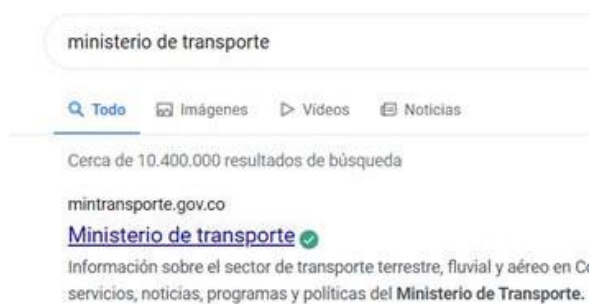 ministerio de transporte
Todo Imágenes Vídeos Noticias
Cerca de 10.400.000 resultados de búsqueda
mintransporte.gov.co
Ministerio de transporte
Información sobre el sector de transporte terrestre, fluvial y aéreo en Co
servicios, noticias, programas y políticas del Ministerio de Transporte.